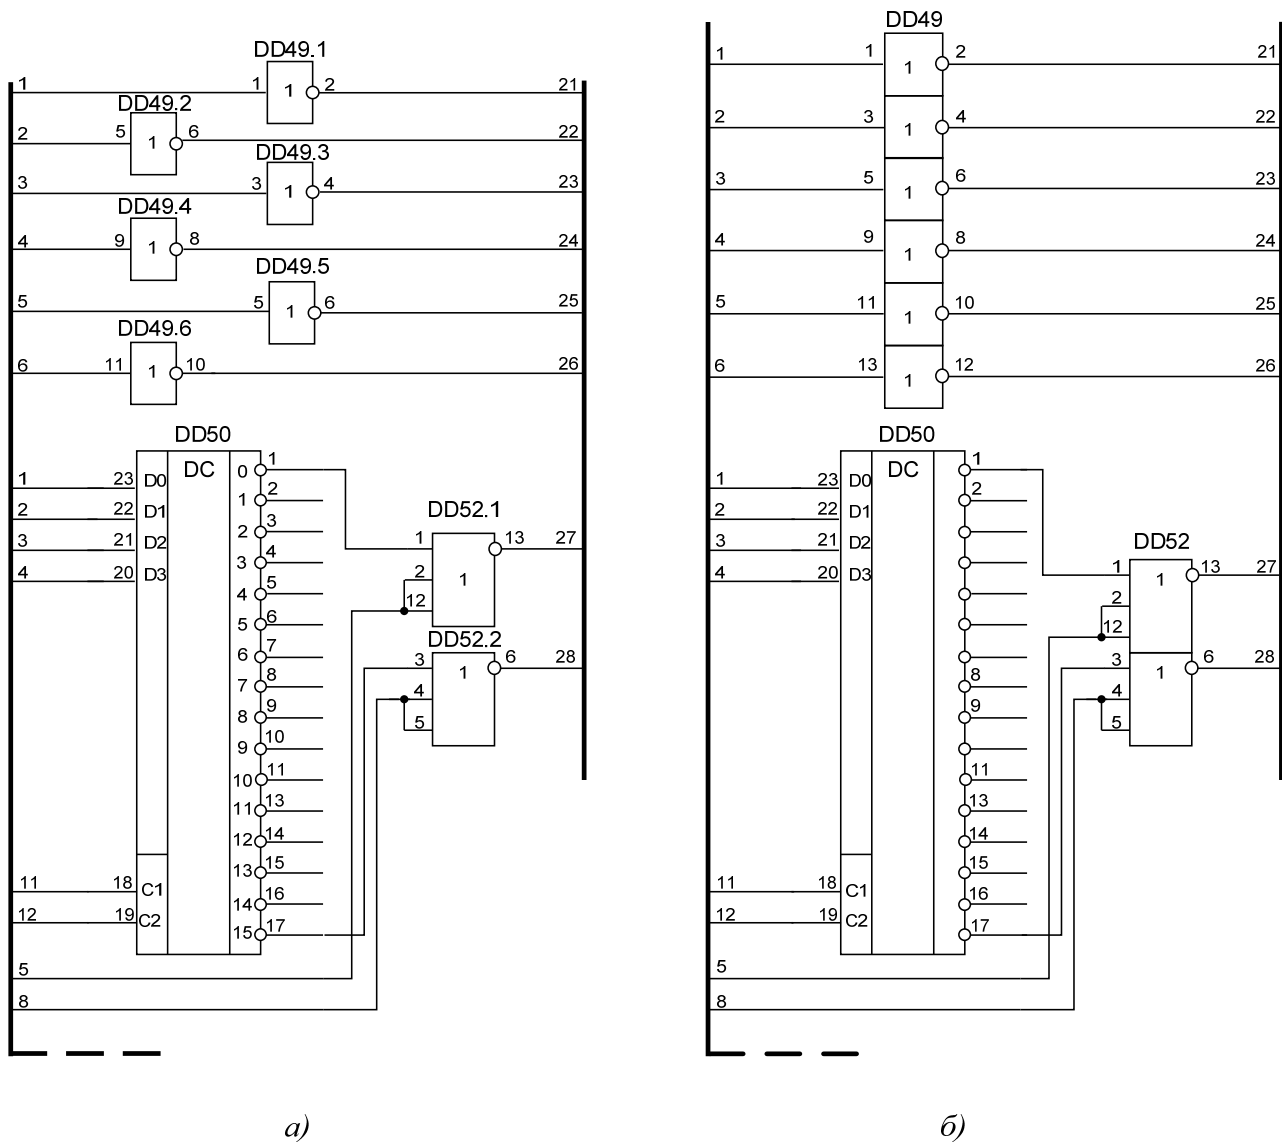 DD49.1
1 1 1 2 21
DD49.2
2 5 1 6 22
DD49.3
3 3 1 4 23
DD49.4
4 9 1 8 24
DD49.5
5 5 1 6 25
DD49.6
6 11 1 10 26
DD50
DC
1 23 D0
2 22 D1
3 21 D2
4 20 D3
11 18 C1
12 19 C2
5
8
0 1
1 2
2 3
3 4
4 5
5 6
6 7
7 8
8 9
9 10
10 11
11 13
12 14
13 15
14 16
15 17
DD52.1
1 13 27
2 1
12
DD52.2
3 1 6 28
4
5
а)
DD49
1 1 1 2 21
2 3 1 4 22
3 5 1 6 23
4 9 1 8 24
5 11 1 10 25
6 13 1 12 26
DD50
DC
1 23 D0
2 22 D1
3 21 D2
4 20 D3
11 18 C1
12 19 C2
5
8
1
2
8
9
11
13
14
15
16
17
DD52
1 1 13 27
2
12
3 1 6 28
4
5
б)